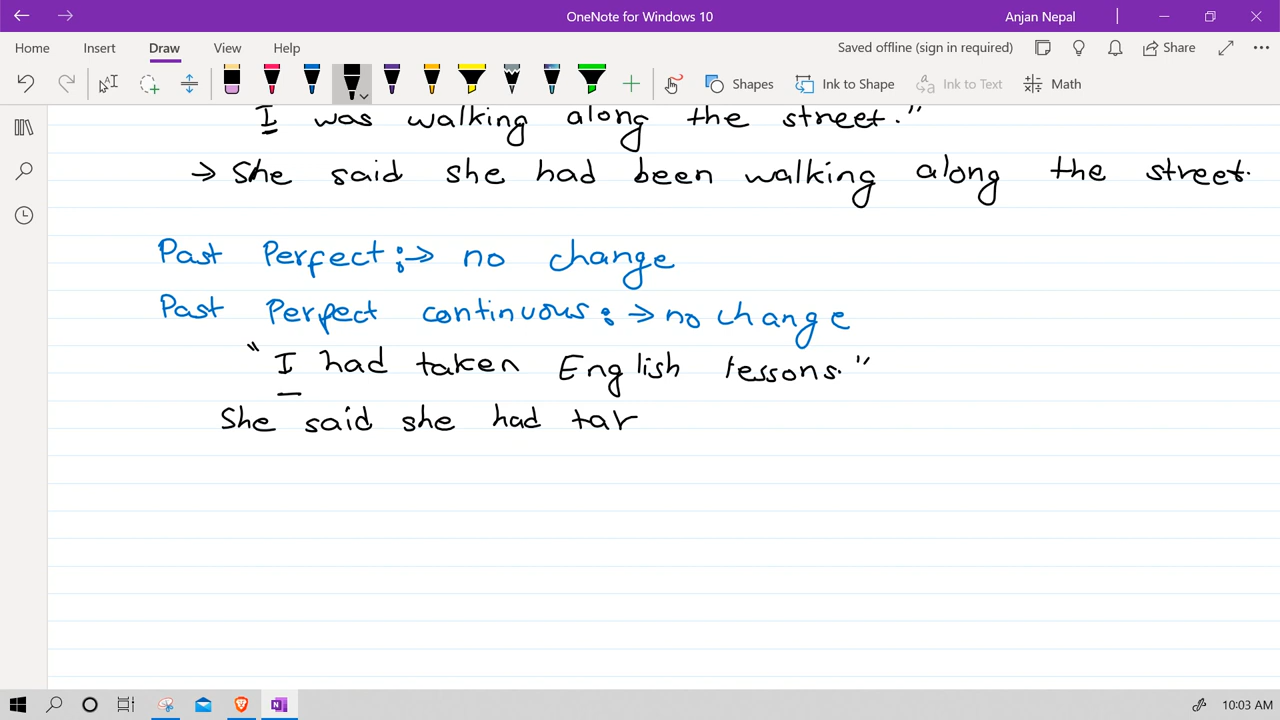 OneNote for Windows 10
Anjan Nepal
Home Insert Draw View Help
Saved offline (sign in required)
Share
Shapes
Ink to Shape
Ink to Text
Math
I was walking along the street."
→ She said she had been walking along the street.
Past Perfect :→ no change
Past Perfect continuous :→ no change
"I had taken English lessons."
She said she had tak
10:03 AM